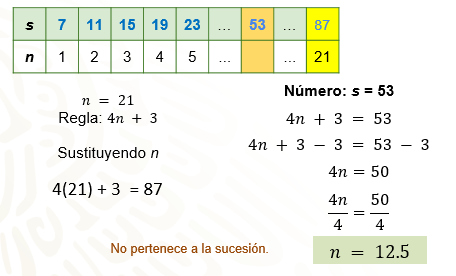 s 7 11 15 19 23 ... 53 ... 87
n 1 2 3 4 5 ... ... 21
n = 21
Regla: 4n + 3
Sustituyendo n
4(21) + 3 = 87
No pertenece a la sucesión.
Número: s = 53
4n + 3 = 53
4n + 3 − 3 = 53 − 3
4n = 50
4n/4 = 50/4
n = 12.5